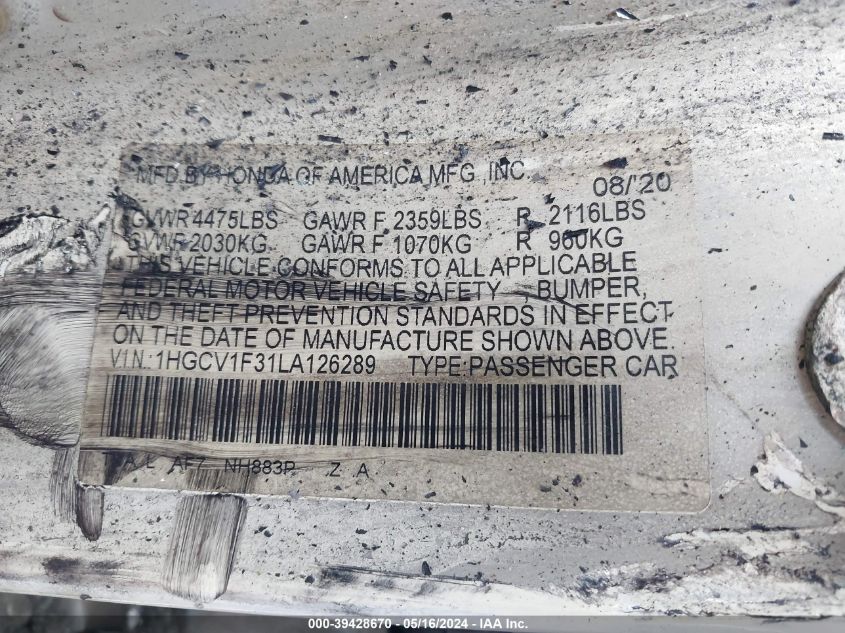 MFD BY HONDA OF AMERICA MFG., INC. 08/'20
GVWR 4475LBS GAWR F 2359LBS R 2116LBS
GVWR 2030KG GAWR F 1070KG R 960KG
THIS VEHICLE CONFORMS TO ALL APPLICABLE
FEDERAL MOTOR VEHICLE SAFETY , BUMPER,
AND THEFT PREVENTION STANDARDS IN EFFECT
ON THE DATE OF MANUFACTURE SHOWN ABOVE.
V.I.N.: 1HGCV1F31LA126289 TYPE:PASSENGER CAR
AF7 NH883P Z A
000-39428670 - 05/16/2024 - IAA Inc.